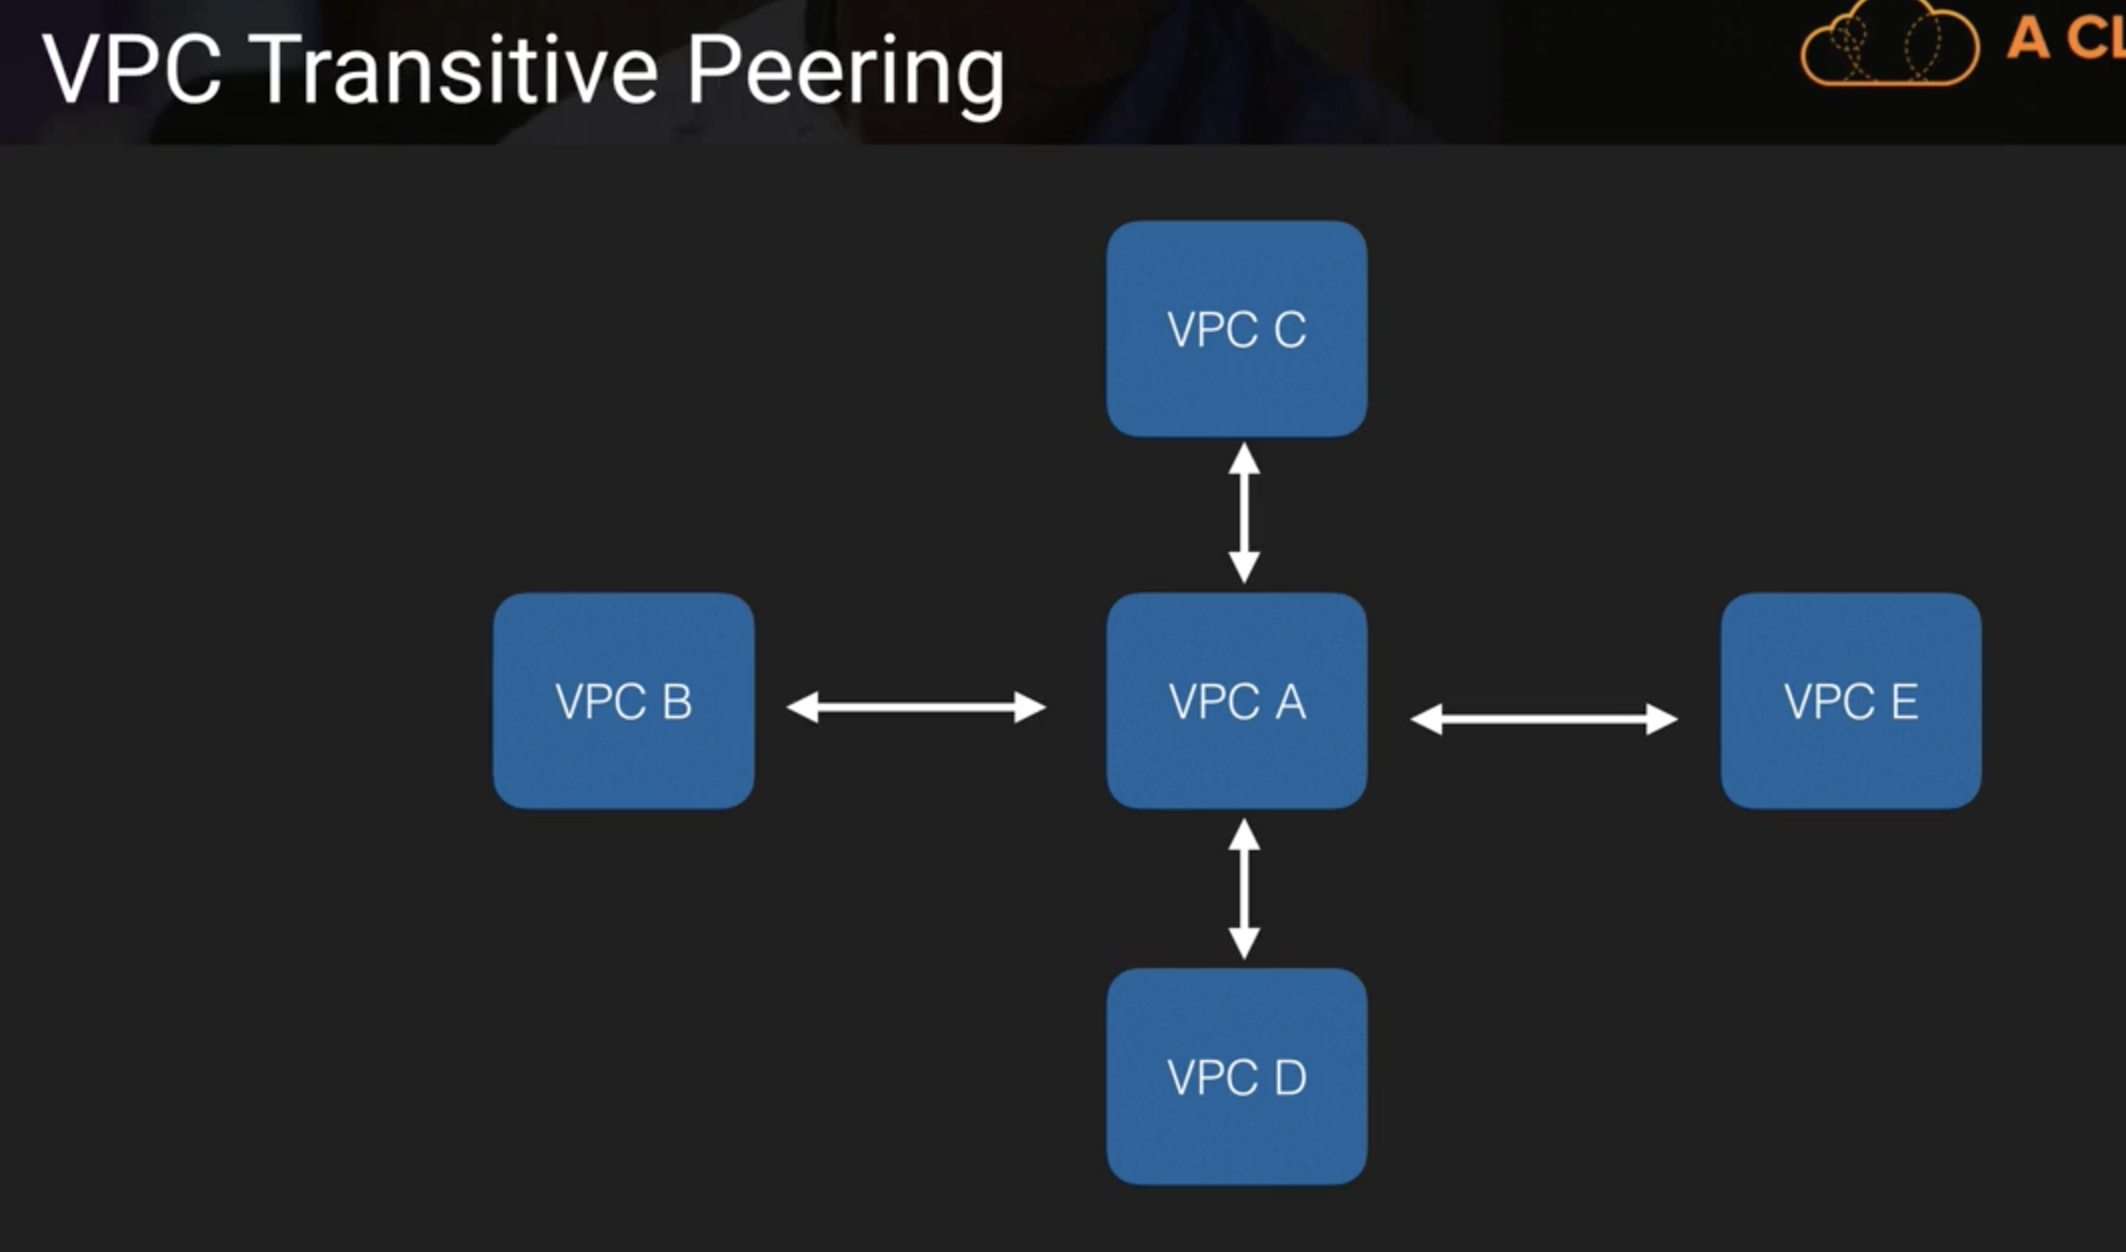 VPC Transitive Peering
A CL
VPC C
VPC B
VPC A
VPC E
VPC D